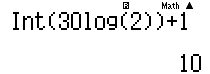 R Math ▲
Int(30log(2))+1
10